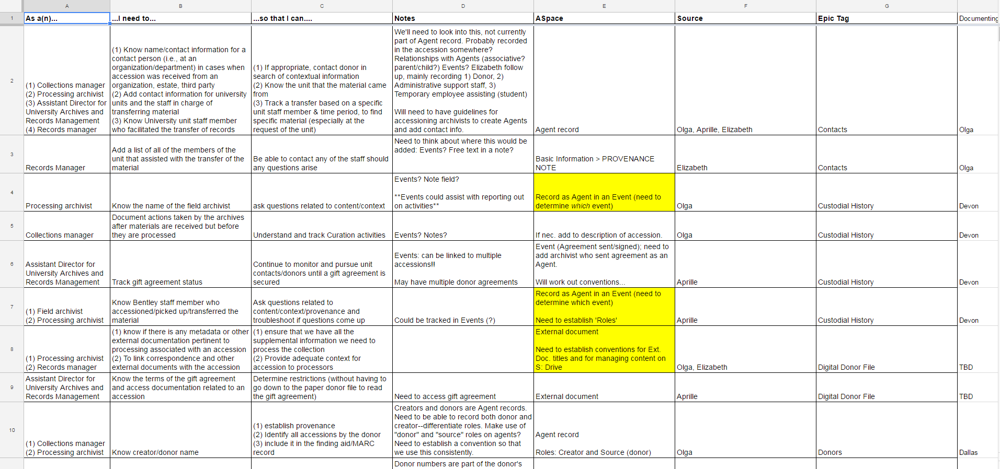 A B C D E F G
1 As a(n)... ...I need to... ...so that I can.... Notes ASpace Source Epic Tag Documenting
2
(1) Collections manager
(2) Processing archivist
(3) Assistant Director for
University Archives and
Records Management
(4) Records manager
(1) Know name/contact information for a
contact person (i.e., at an
organization/department) in cases when
accession was received from an
organization, estate, third party
(2) Add contact information for university
units and the staff in charge of
transferring material
(3) Know University unit staff member
who facilitated the transfer of records
(1) If appropriate, contact donor in
search of contextual information
(2) Know the unit that the material came
from
(3) Track a transfer based on a specific
unit staff member & time period, to find
specific material (especially at the
request of the unit)
We'll need to look into this, not currently
part of Agent record. Probably recorded
in the accession somewhere?
Relationships with Agents (associative?
parent/child?) Events? Elizabeth follow
up, mainly recording 1) Donor, 2)
Administrative support staff, 3)
Temporary employee assisting (student)
Will need to have guidelines for
accessioning archivists to create Agents
and add contact info.
Agent record
Olga, Aprille, Elizabeth
Contacts
Olga
3
Records Manager
Add a list of all of the members of the
unit that assisted with the transfer of the
material
Be able to contact any of the staff should
any questions arise
Need to think about where this would be
added: Events? Free text in a note?
Basic Information > PROVENANCE
NOTE
Elizabeth
Contacts
Olga
4
Processing archivist
Know the name of the field archivist
ask questions related to content/context
Events? Note field?
**Events could assist with reporting out
on activities**
Record as Agent in an Event (need to
determine which event)
Olga
Custodial History
Devon
5
Collections manager
Document actions taken by the archives
after materials are received but before
they are processed
Understand and track Curation activities
Events? Notes?
If nec. add to description of accession.
Olga
Custodial History
Devon
6
Assistant Director for
University Archives and
Records Management
Track gift agreement status
Continue to monitor and pursue unit
contacts/donors until a gift agreement is
secured
Events: can be linked to multiple
accessions!!
May have multiple donor agreements
Event (Agreement sent/signed); need to
add archivist who sent agreement as an
Agent.
Will work out conventions...
Aprille
Custodial History
Devon
7
(1) Field archivist
(2) Processing archivist
Know Bentley staff member who
accessioned/picked up/transferred the
material
Ask questions related to
content/context/provenance and
troubleshoot if questions come up
Could be tracked in Events (?)
Record as Agent in an Event (need to
determine which event)
Need to establish 'Roles'
Aprille
Custodial History
Devon
8
(1) Processing archivist
(2) Records manager
(1) know if there is any metadata or other
external documentation pertinent to
processing associated with an accession
(2) To link correspondence and other
external documents with the accession
(1) ensure that we have all the
supplemental information we need to
process the collection
(2) Provide adequate context for
accession to processors
External document
Need to establish conventions for Ext.
Doc. titles and for managing content on
S: Drive
Olga, Elizabeth
Digital Donor File
TBD
9
Assistant Director for
University Archives and
Records Management
Know the terms of the gift agreement
and access documentation related to an
accession
Determine restrictions (without having to
go down to the paper donor file to read
the gift agreement)
Need to access gift agreement
External document
Aprille
Digital Donor File
TBD
10
(1) Collections manager
(2) Processing archivist
Know creator/donor name
(1) establish provenance
(2) Identify all accessions by the donor
(3) include it in the finding aid/MARC
record
Creators and donors are Agent records.
Need to be able to record both donor and
creator--differentiate roles. Make use of
"donor" and "source" roles on agents?
Need to establish a convention so that
we use this consistently.
Agent record
Roles: Creator and Source (donor)
Olga
Donors
Dallas
Donor numbers are part of the donor's